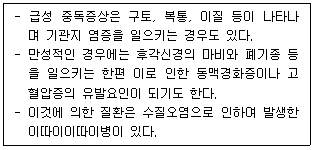 - 급성 중독증상은 구토, 복통, 이질 등이 나타나
며 기관지 염증을 일으키는 경우도 있다.
- 만성적인 경우에는 후각신경의 마비와 폐기종 등
을 일으키는 한편 이로 인한 동맥경화증이나 고
혈압증의 유발요인이 되기도 한다.
- 이것에 의한 질환은 수질오염으로 인하여 발생한
이따이이따이병이 있다.